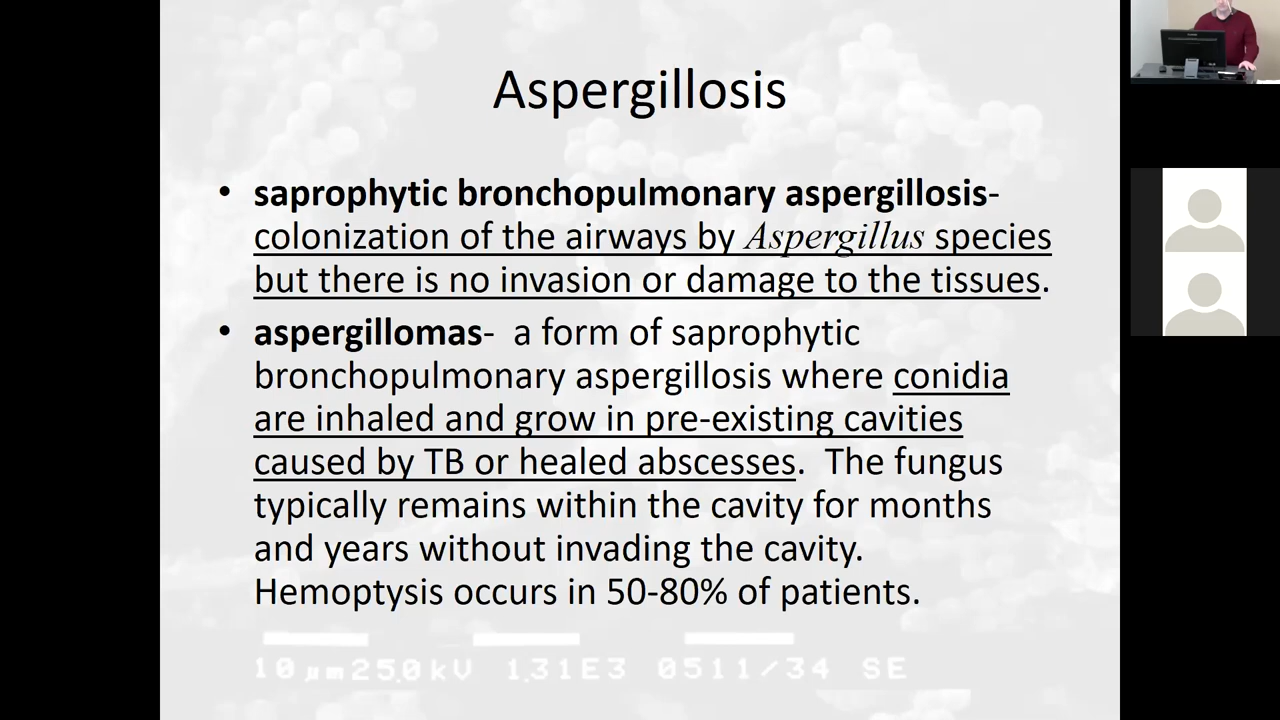 Aspergillosis
• saprophytic bronchopulmonary aspergillosis-
colonization of the airways by Aspergillus species
but there is no invasion or damage to the tissues.
• aspergillomas-  a form of saprophytic
bronchopulmonary aspergillosis where conidia
are inhaled and grow in pre-existing cavities
caused by TB or healed abscesses.  The fungus
typically remains within the cavity for months
and years without invading the cavity.
Hemoptysis occurs in 50-80% of patients.
10µm25.0kV 1.31E3 0511/34 SE